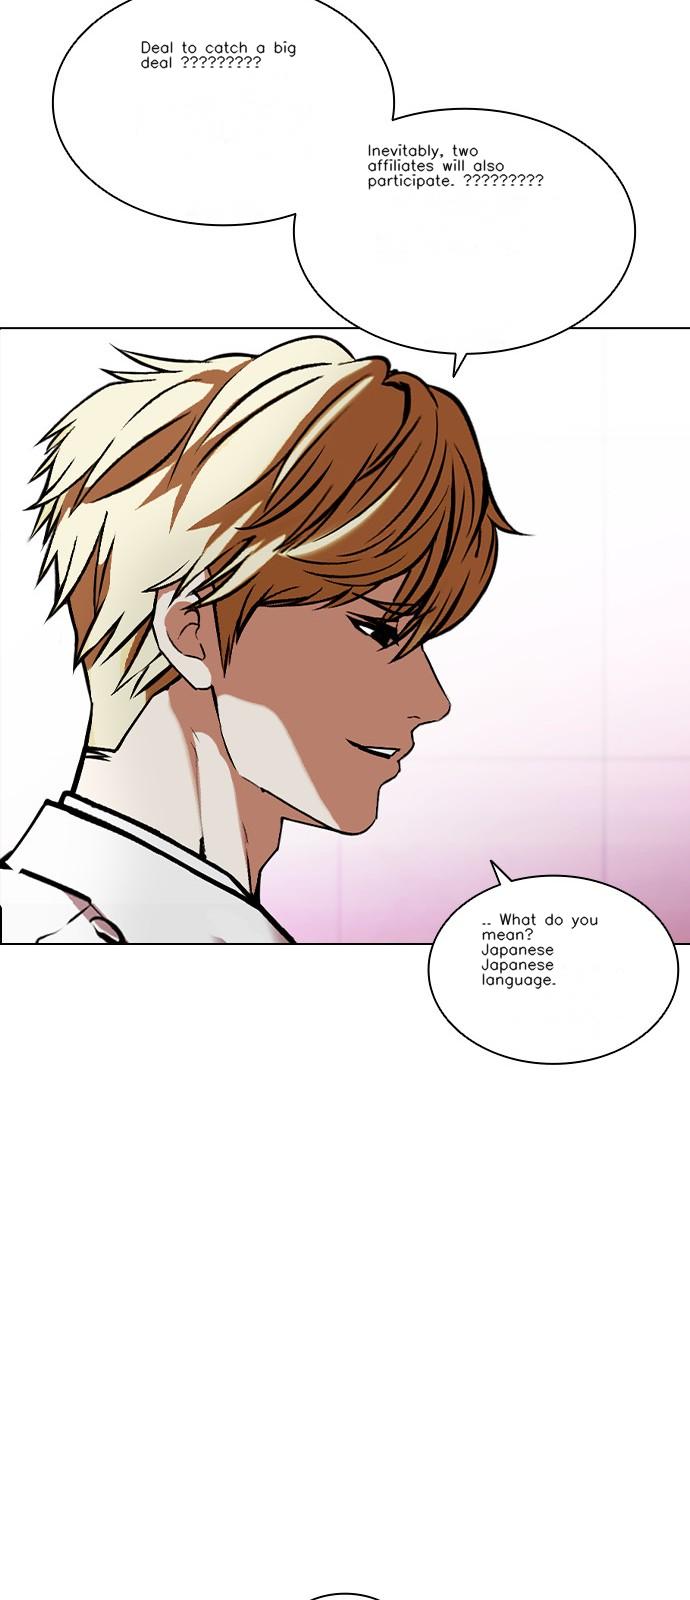 Deal to catch a big
deal ?????????
Inevitably, two
affiliates will also
participate. ?????????
.. What do you
mean?
Japanese
Japanese
language.